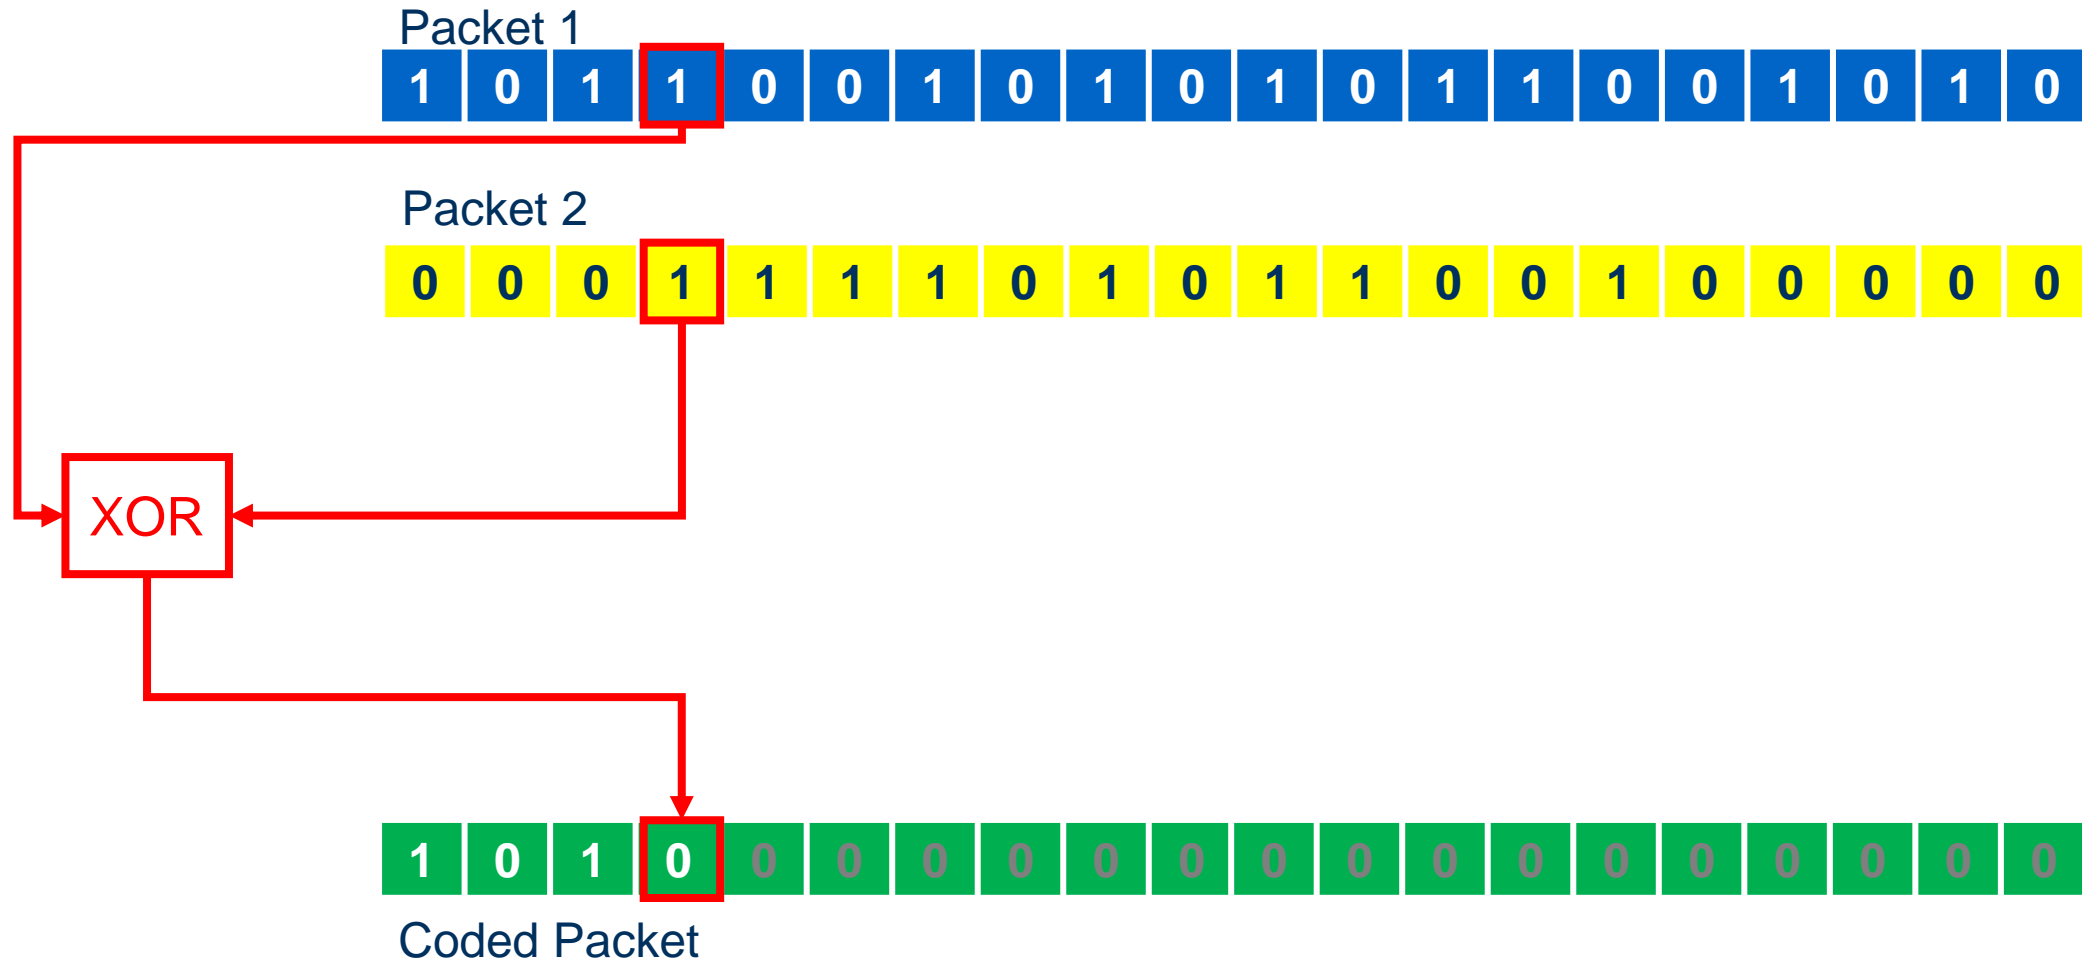 Packet 1
1 0 1 1 0 0 1 0 1 0 1 0 1 1 0 0 1 0 1 0
Packet 2
0 0 0 1 1 1 1 0 1 0 1 1 0 0 1 0 0 0 0 0
XOR
1 0 1 0 0 0 0 0 0 0 0 0 0 0 0 0 0 0 0 0
Coded Packet